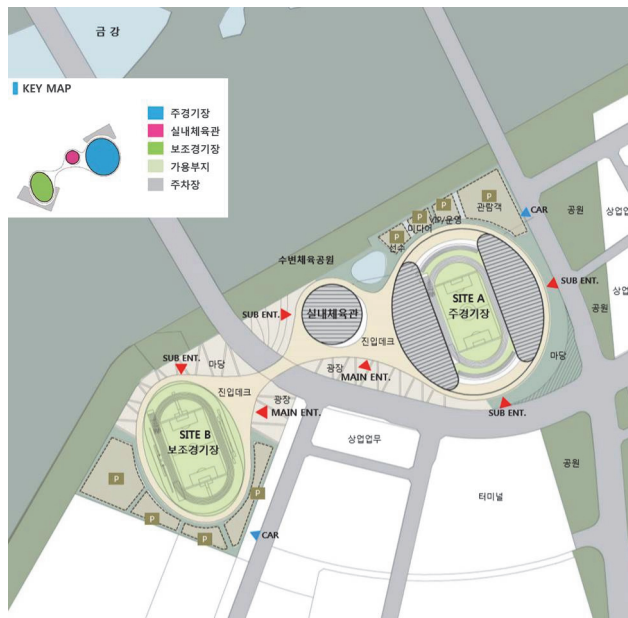 금 강
KEY MAP
주경기장
실내체육관
보조경기장
가용부지
주차장
P
관람객
CAR
공원
상업업
P
VIP/운영
P
미디어
P
선수
수변체육공원
SUB ENT.
SITE A
주경기장
공원
상업업
SUB ENT.
실내체육관
진입데크
마당
SUB ENT.
마당
광장
MAIN ENT.
진입데크
광장
MAIN ENT.
SUB ENT.
SITE B
보조경기장
상업업무
공원
터미널
P
P
P
P
CAR